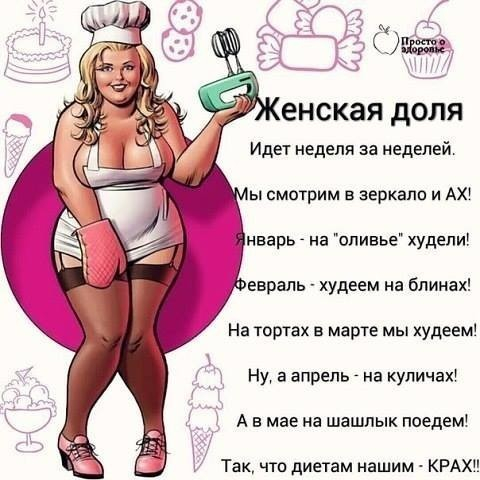 Просто о
здоровье
Женская доля
Идет неделя за неделей.
Мы смотрим в зеркало и АХ!
Январь - на "оливье" худели!
Февраль - худеем на блинах!
На тортах в марте мы худеем!
Ну, а апрель - на куличах!
А в мае на шашлык поедем!
Так, что диетам нашим - КРАХ!!